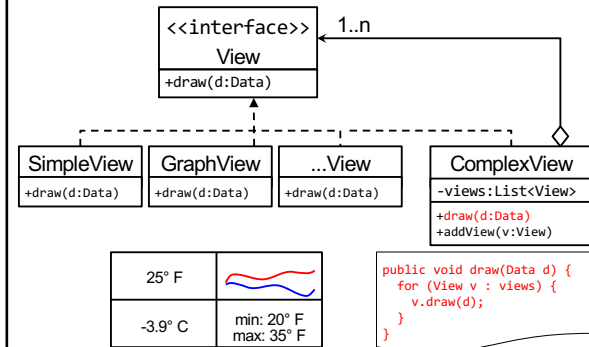 <<interface>>
View
+draw(d:Data)
1..n
SimpleView
+draw(d:Data)
GraphView
+draw(d:Data)
...View
+draw(d:Data)
ComplexView
-views:List<View>
+draw(d:Data)
+addView(v:View)
25° F
-3.9° C
min: 20° F
max: 35° F
public void draw(Data d) {
for (View v : views) {
v.draw(d);
}
}